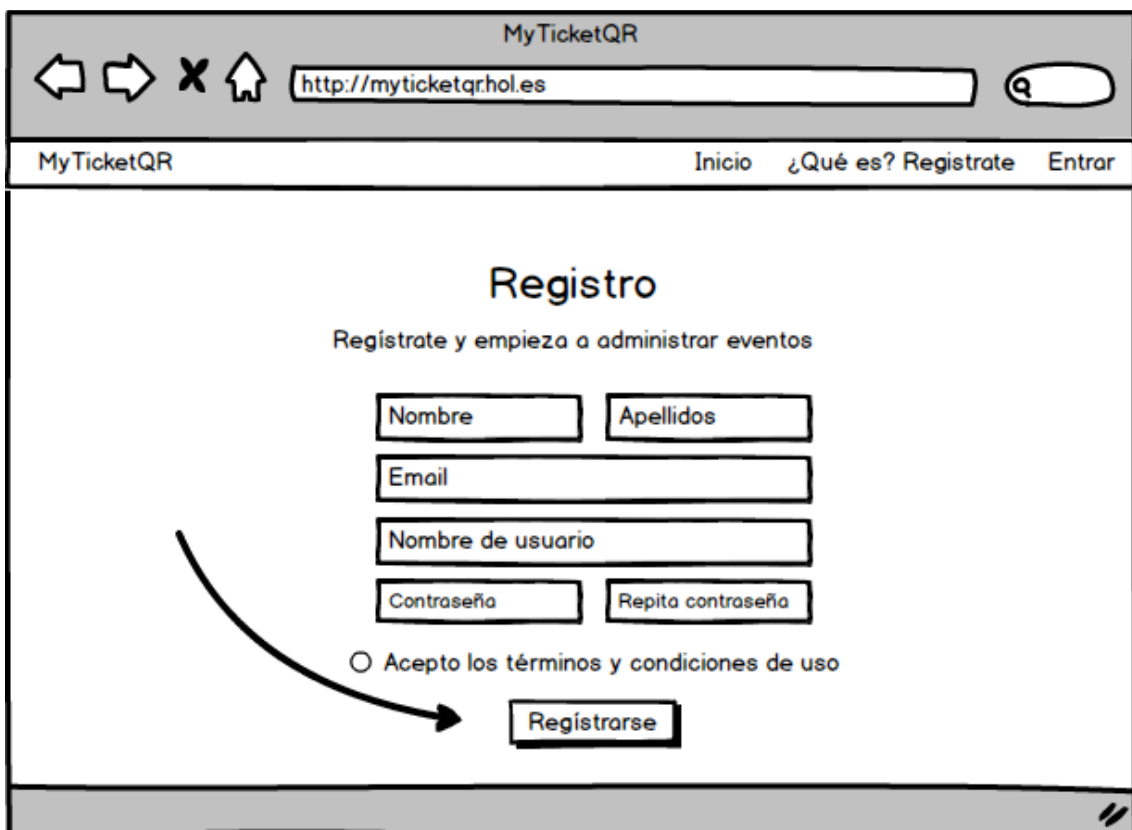 MyTicketQR
http://myticketqr.hol.es
MyTicketQR Inicio ¿Qué es? Registrate Entrar
Registro
Regístrate y empieza a administrar eventos
Nombre Apellidos
Email
Nombre de usuario
Contraseña Repita contraseña
Acepto los términos y condiciones de uso
Regístrarse